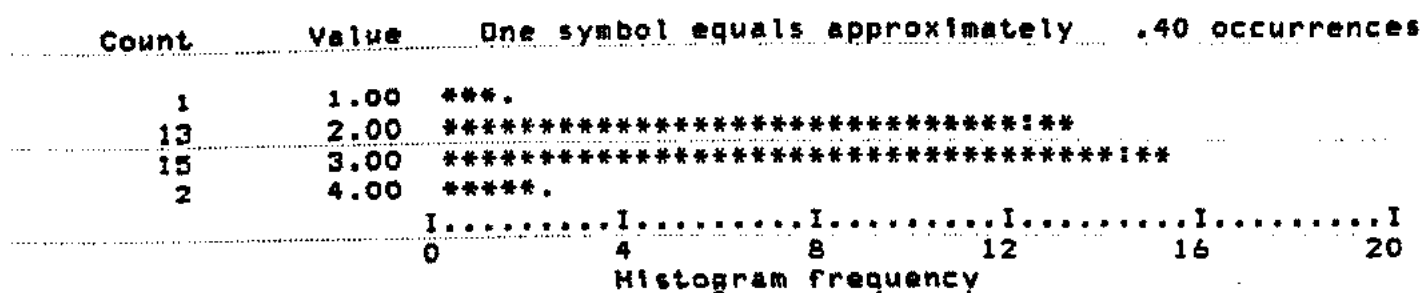 Count Value One symbol equals approximately .40 occurrences
1 1.00 ***.
13 2.00 ******************************:**
15 3.00 ***********************************:**
2 4.00 *****.
I.........I.........I.........I.........I.........I
0 4 8 12 16 20
Histogram frequency